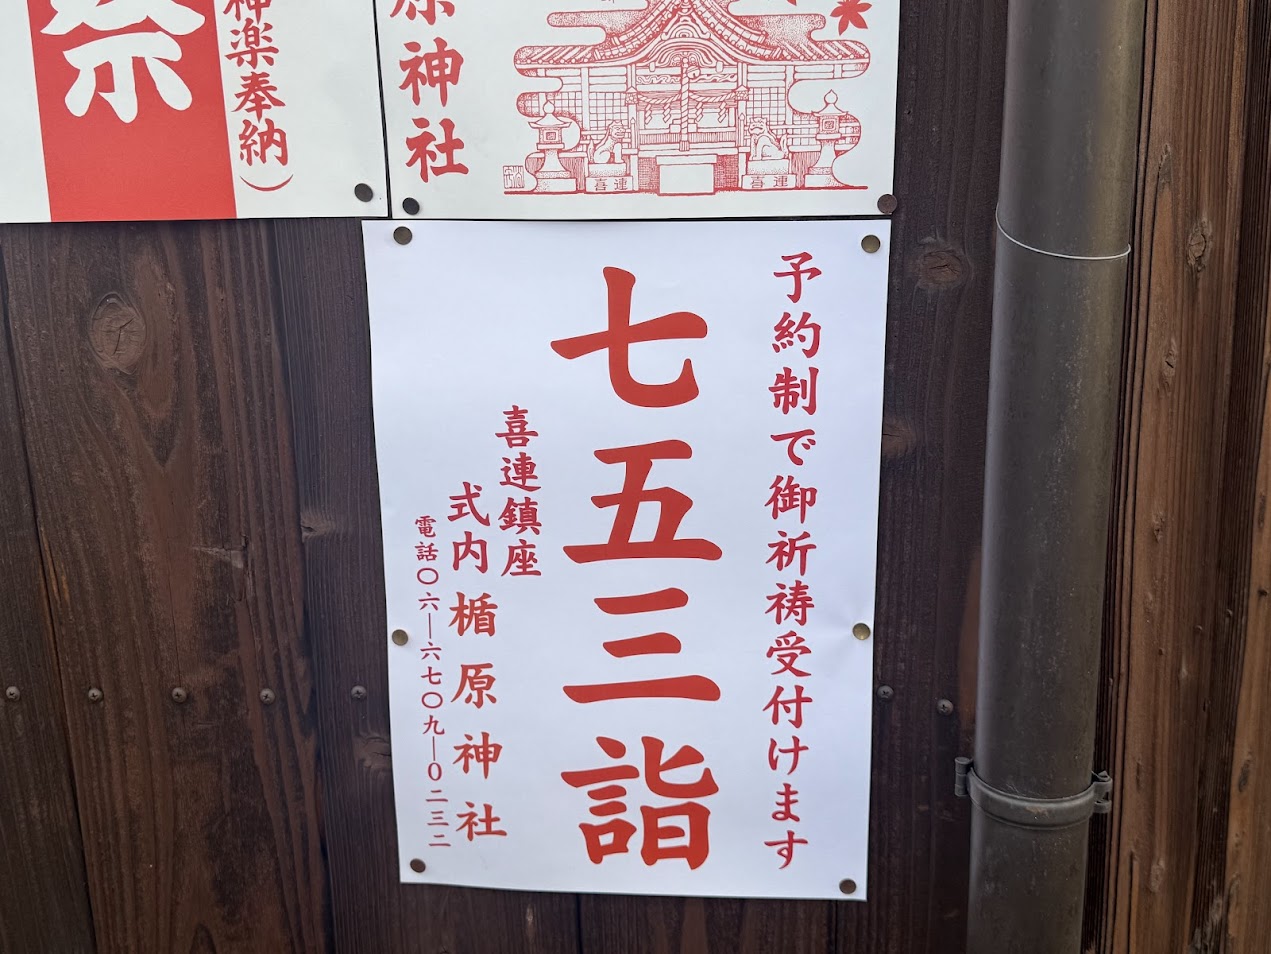 神楽奉納）
原神社
喜連
喜連
予約制で御祈祷受付けます
七五三詣
喜連鎮座
式内楯原神社
電話〇六―六七〇九―〇二三二